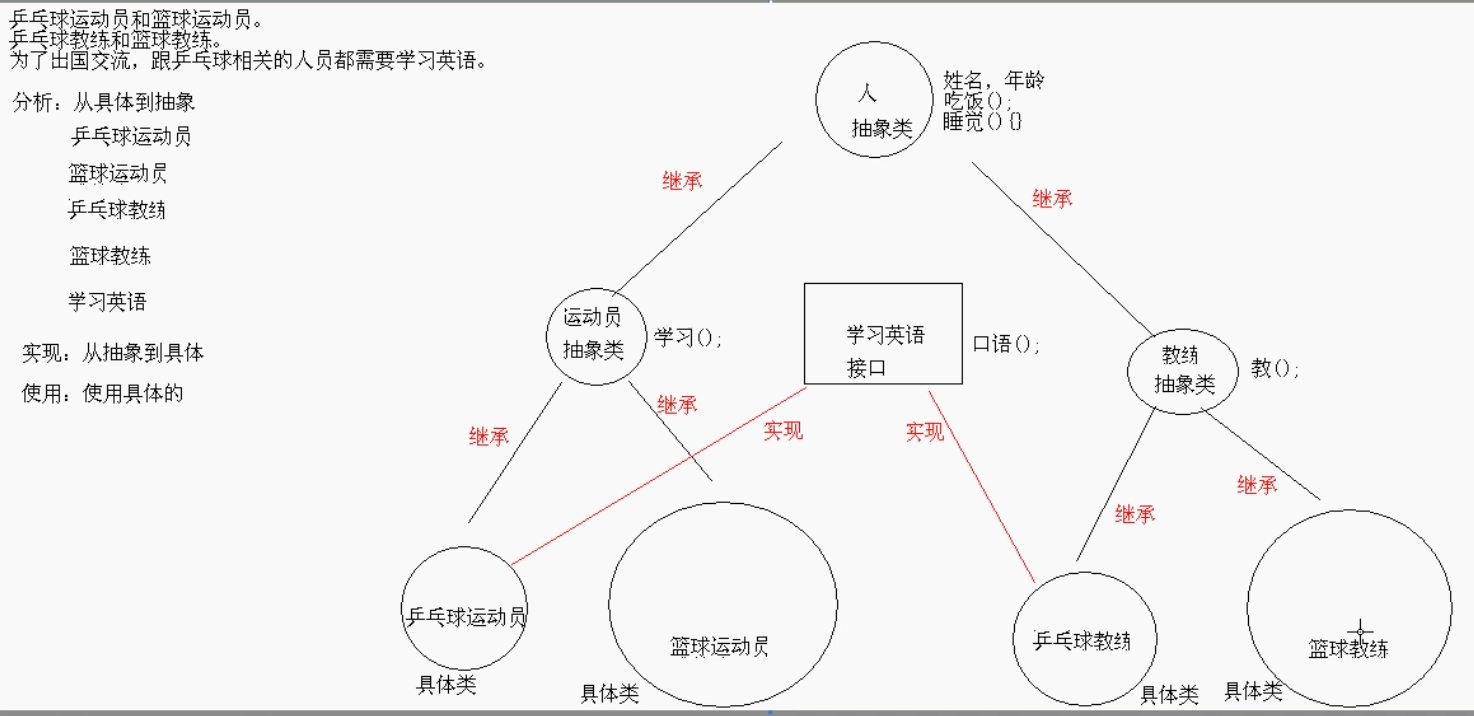 乒乓球运动员和篮球运动员。
乒乓球教练和篮球教练。
为了出国交流，跟乒乓球相关的人员都需要学习英语。
分析：从具体到抽象
乒乓球运动员
篮球运动员
乒乓球教练
篮球教练
学习英语
实现：从抽象到具体
使用：使用具体的
人
抽象类
姓名，年龄
吃饭();
睡觉(){}
继承
继承
运动员
抽象类
学习();
学习英语
接口
口语();
教练
抽象类
教();
继承
继承
实现
实现
继承
继承
乒乓球运动员
具体类
篮球运动员
具体类
乒乓球教练
具体类
篮球教练
具体类